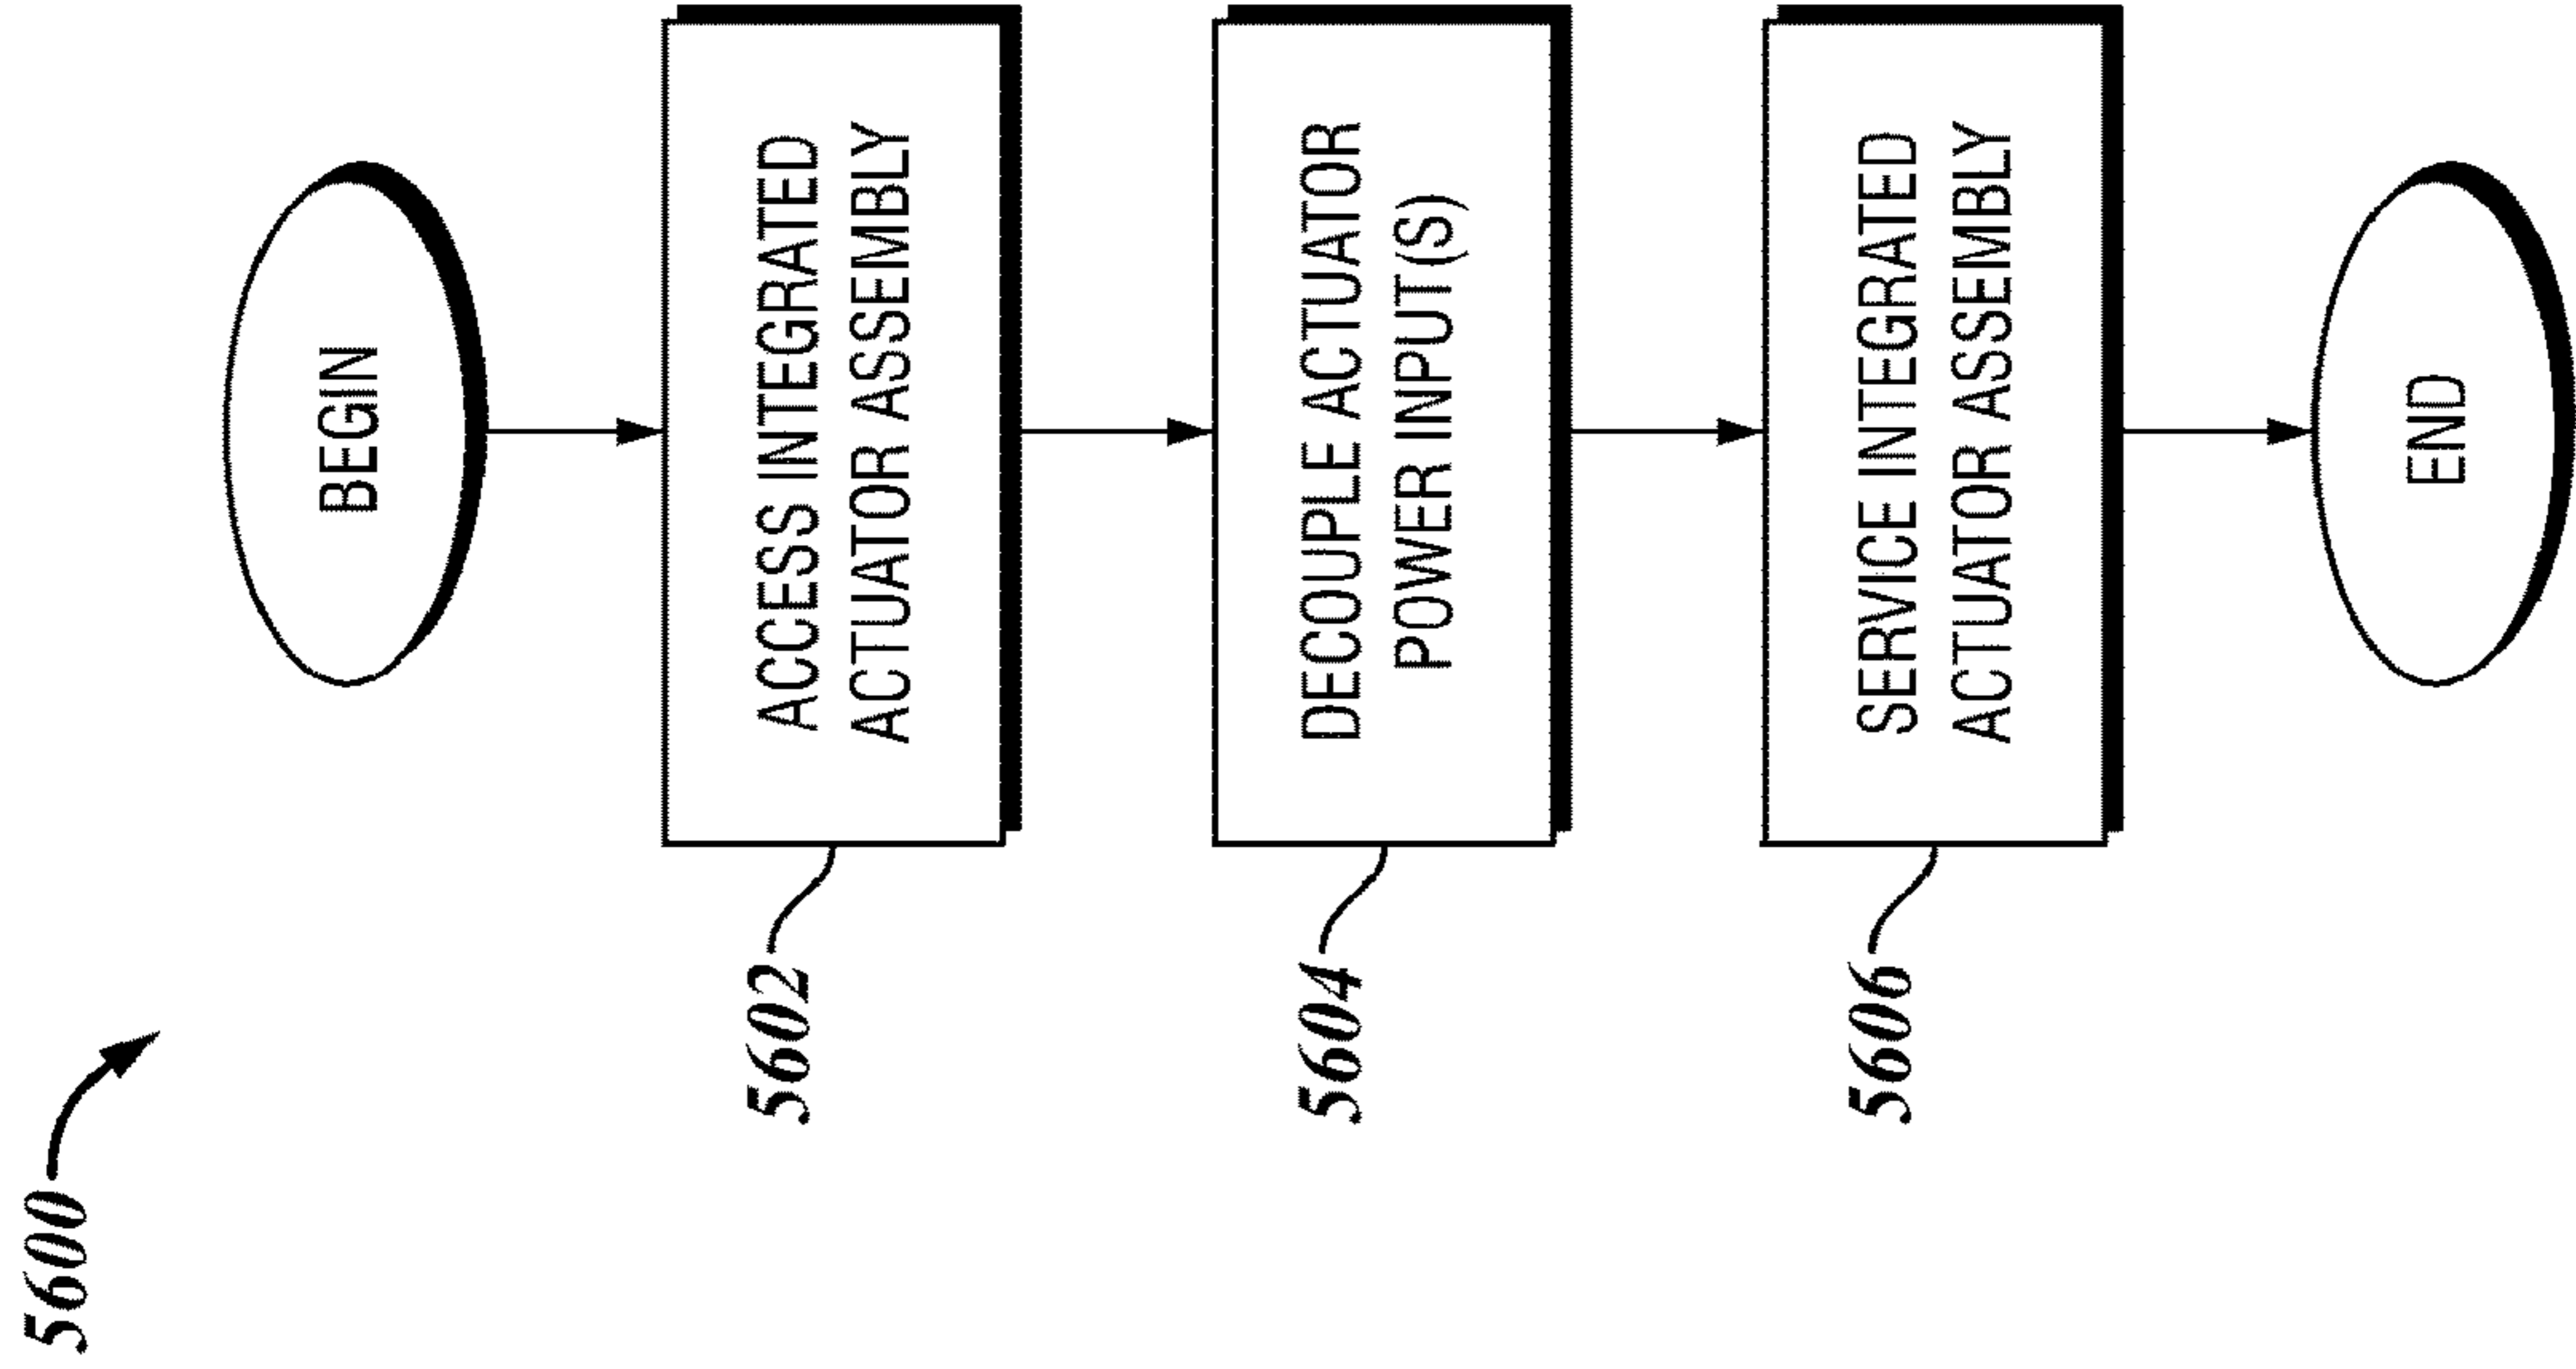 5600
BEGIN
5602
ACCESS INTEGRATED
ACTUATOR ASSEMBLY
5604
DECOUPLE ACTUATOR
POWER INPUT(S)
5606
SERVICE INTEGRATED
ACTUATOR ASSEMBLY
END